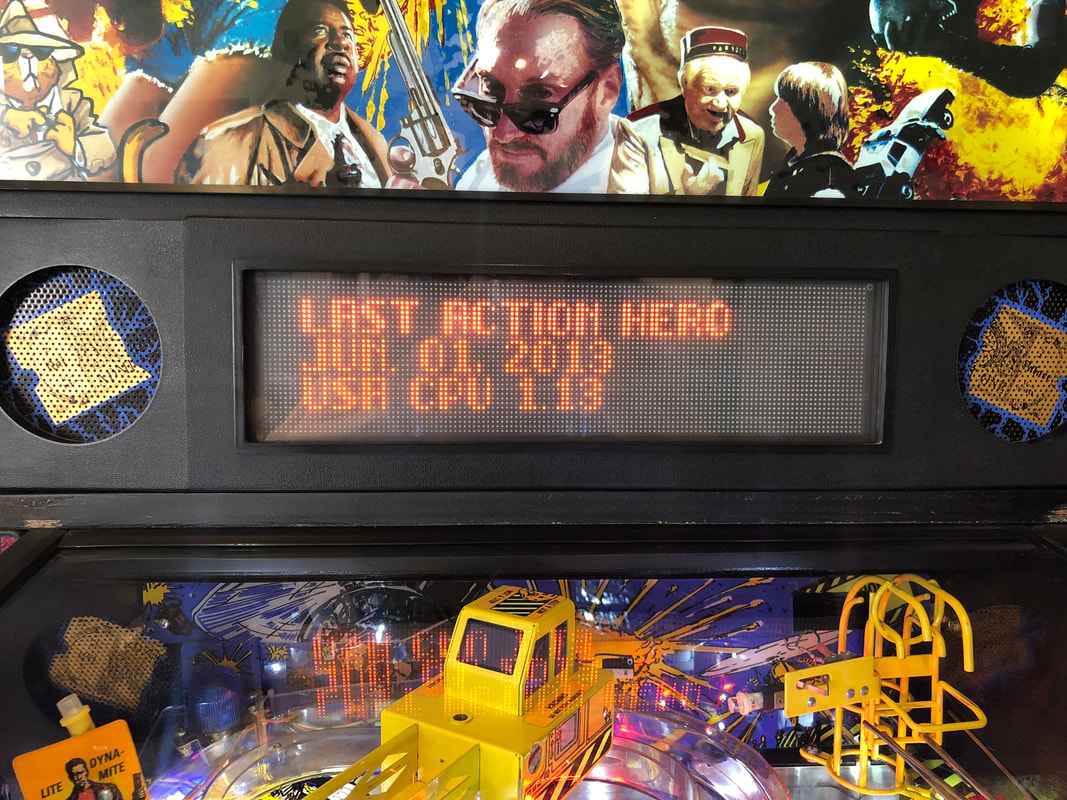 LAST ACTION HERO
JUN. 01, 2013
USA CPU 1.13
LITE
DYNA-
MITE